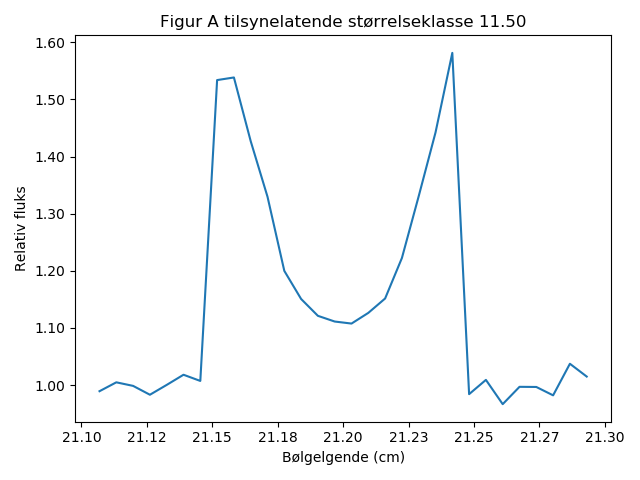 Figur A tilsynelatende størrelseklasse 11.50
1.60
1.50
1.40
1.30
1.20
1.10
1.00
Relativ fluks
21.10 21.12 21.15 21.18 21.20 21.23 21.25 21.27 21.30
Bølgelgende (cm)